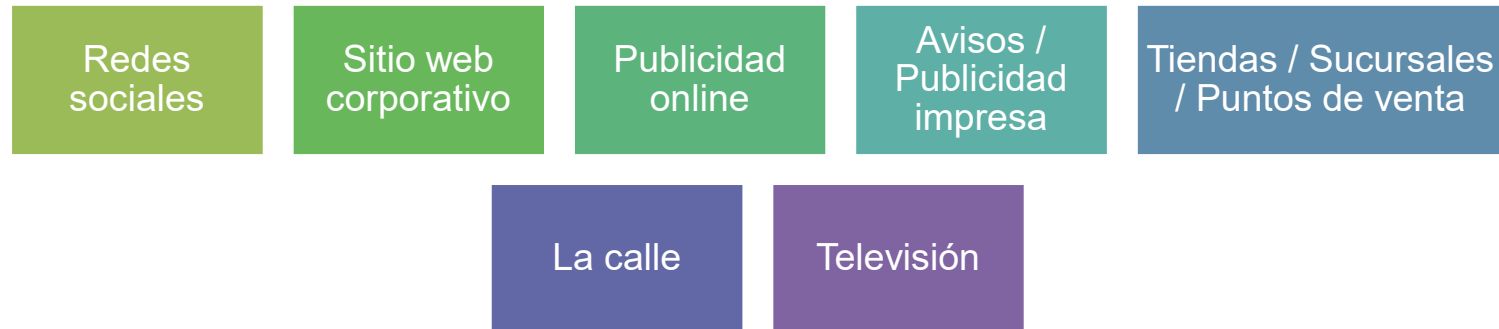 Redes
sociales
Sitio web
corporativo
Publicidad
online
Avisos /
Publicidad
impresa
Tiendas / Sucursales
/ Puntos de venta
La calle
Televisión